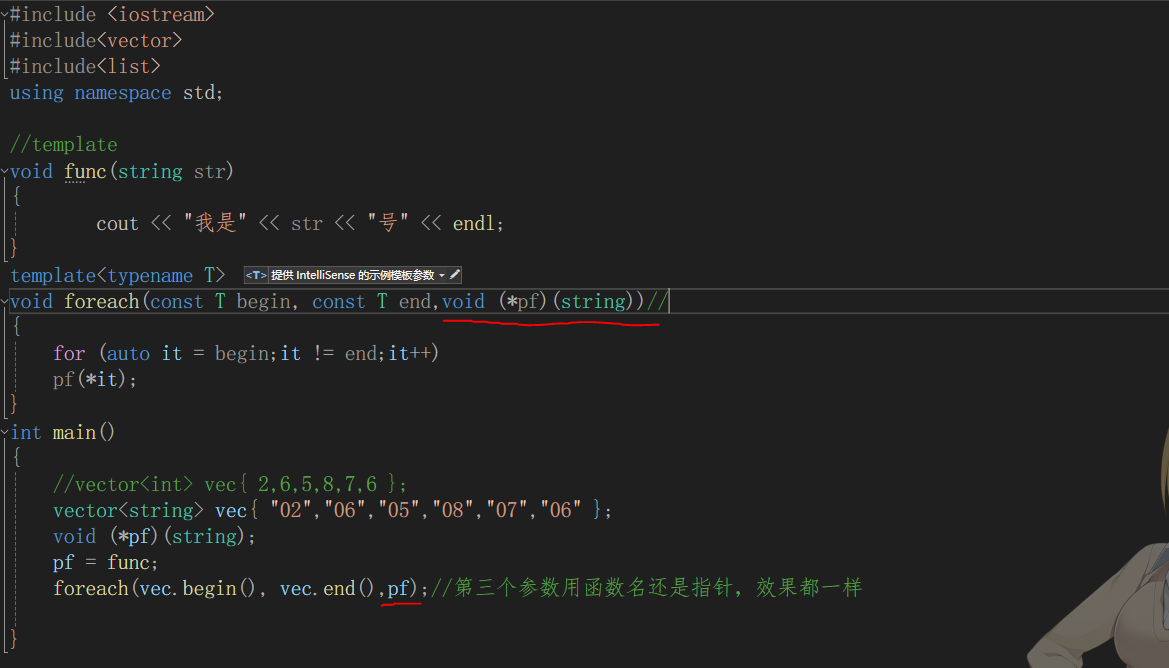 #include <iostream>
#include<vector>
#include<list>
using namespace std;
//template
void func(string str)
{
cout << "我是" << str << "号" << endl;
}
template<typename T> <T> 提供 IntelliSense 的示例模板参数
void foreach(const T begin, const T end,void (*pf)(string))//
{
for (auto it = begin;it != end;it++)
pf(*it);
}
int main()
{
//vector<int> vec{ 2,6,5,8,7,6 };
vector<string> vec{ "02","06","05","08","07","06" };
void (*pf)(string);
pf = func;
foreach(vec.begin(), vec.end(),pf);//第三个参数用函数名还是指针，效果都一样
}